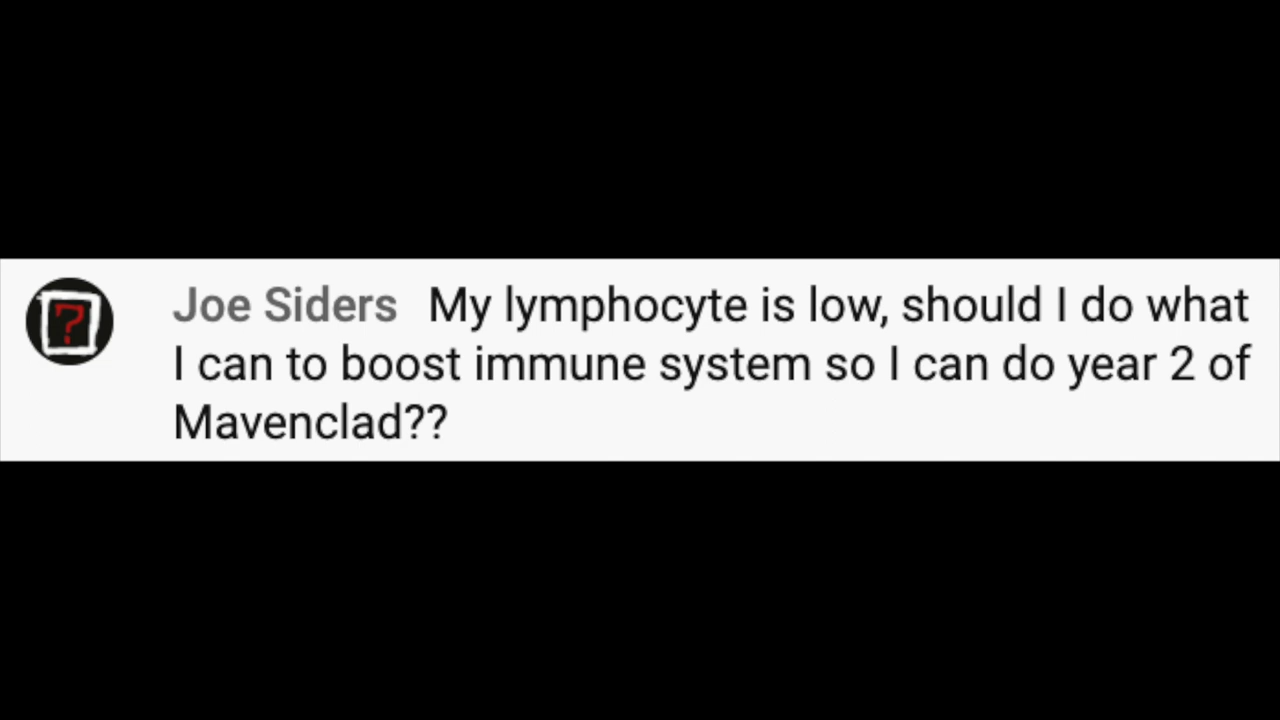 Joe Siders My lymphocyte is low, should I do what
I can to boost immune system so I can do year 2 of
Mavenclad??